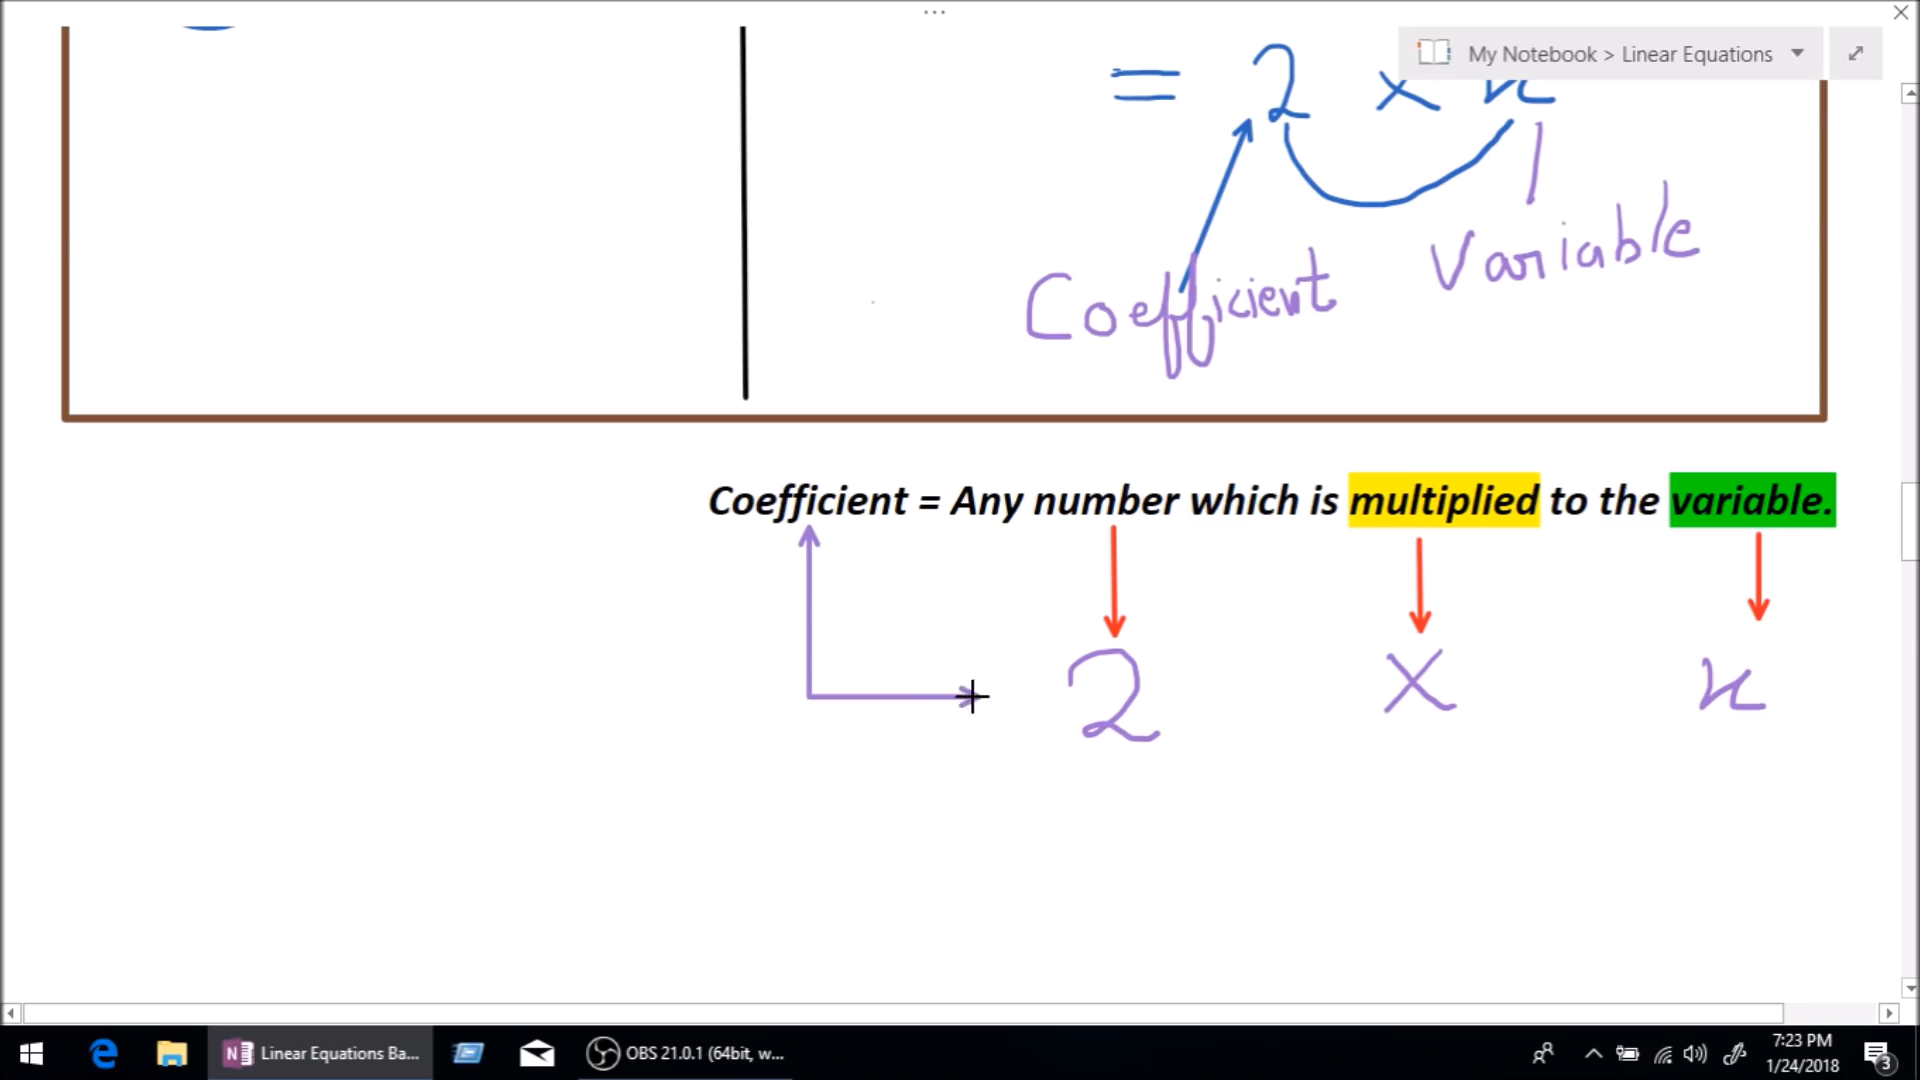 My Notebook > Linear Equations
= 2 × x
Coefficient Variable
Coefficient = Any number which is multiplied to the variable.
2 × x
Linear Equations Ba...
OBS 21.0.1 (64bit, w...
7:23 PM
1/24/2018
3